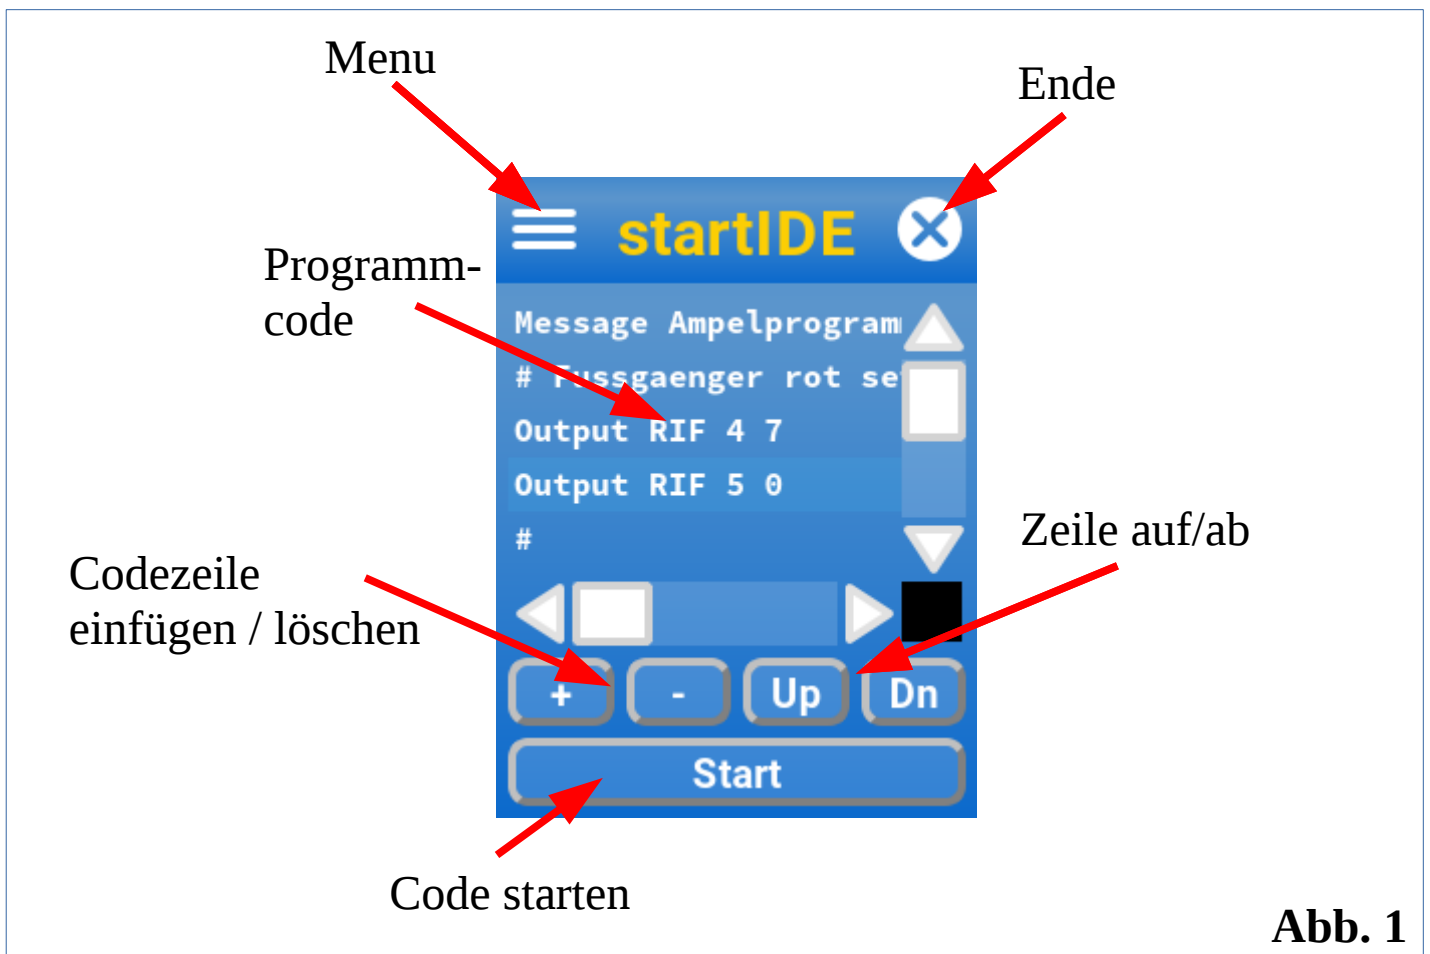 Menu
Ende
startIDE
Programm-
code
Message Ampelprogram
# Fussgaenger rot se
Output RIF 4 7
Output RIF 5 0
#
Zeile auf/ab
Codezeile
einfügen / löschen
+ - Up Dn
Start
Code starten
Abb. 1